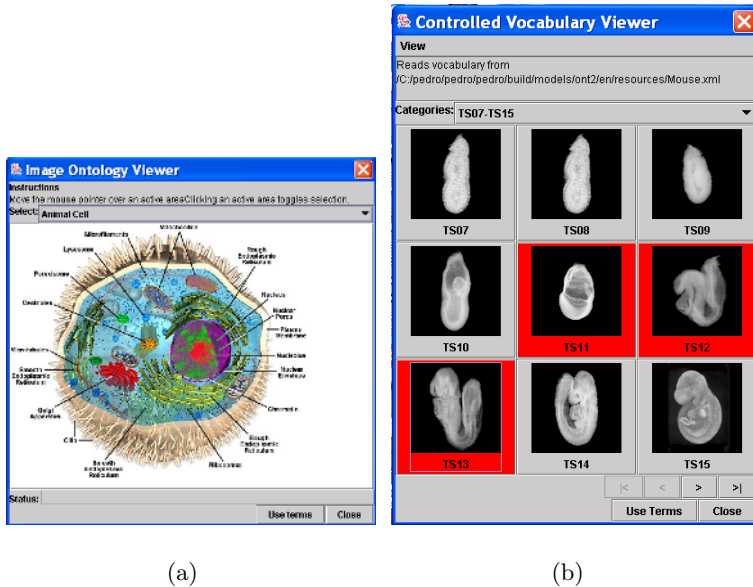 Image Ontology Viewer
Instructions
Move the mouse pointer over an active areaClicking an active area toggles selection.
Select: Animal Cell
Mitochondion
Microfilaments
Lysosome
Rough
Endoplasmic
Reticulum
Peroxisome
Nucleus
Centrioles
Nuclear
Pores
Plasma
Membrane
Microtubules
Nucleolus
Smooth
Endoplasmic
Reticulum
Nuclear
Envelope
Golgi
Apparatus
Chromatin
Cilia
Rough
Endoplasmic
Reticulum
Smooth
Endoplasmic
Reticulum
Ribosomes
Status:
Use terms Close
(a)
Controlled Vocabulary Viewer
View
Reads vocabulary from
/C:/pedro/pedro/pedro/build/models/ont2/en/resources/Mouse.xml
Categories: TS07-TS15
TS07 TS08 TS09
TS10 TS11 TS12
TS13 TS14 TS15
|< < > >|
Use Terms Close
(b)